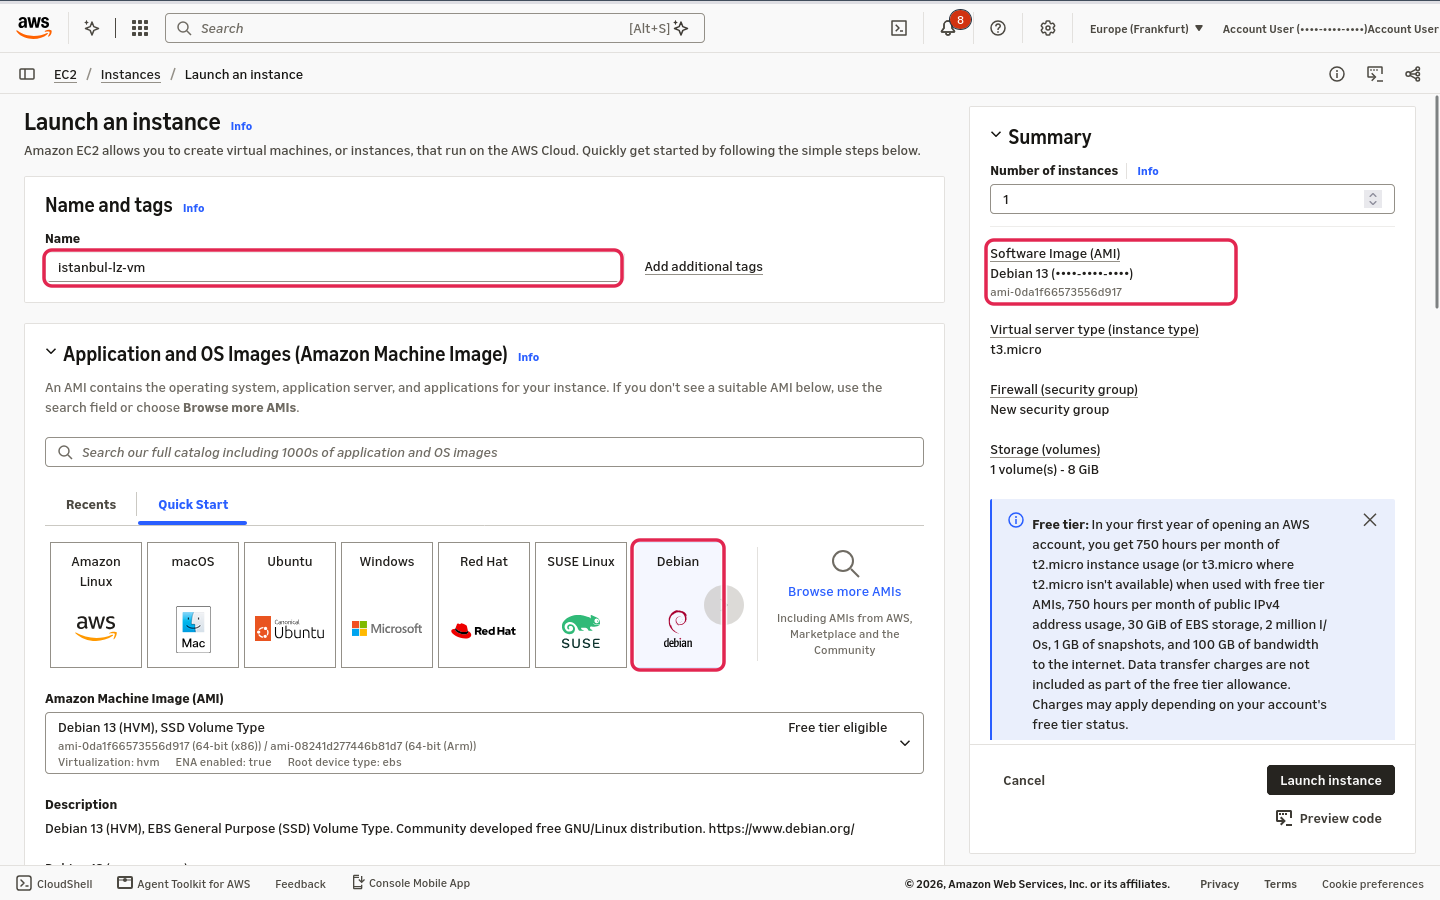 aws
Search
[Alt+S]
8
Europe (Frankfurt)
Account User (••••-••••-••••)Account User
EC2 / Instances / Launch an instance
Launch an instance Info
Amazon EC2 allows you to create virtual machines, or instances, that run on the AWS Cloud. Quickly get started by following the simple steps below.
Name and tags Info
Name
istanbul-lz-vm
Add additional tags
Application and OS Images (Amazon Machine Image) Info
An AMI contains the operating system, application server, and applications for your instance. If you don't see a suitable AMI below, use the
search field or choose Browse more AMIs.
Search our full catalog including 1000s of application and OS images
Recents
Quick Start
Amazon
Linux
aws
macOS
Mac
Ubuntu
Canonical
Ubuntu
Windows
Microsoft
Red Hat
Red Hat
SUSE Linux
SUSE
Debian
debian
Browse more AMIs
Including AMIs from AWS,
Marketplace and the
Community
Amazon Machine Image (AMI)
Debian 13 (HVM), SSD Volume Type
Free tier eligible
ami-0da1f66573556d917 (64-bit (x86)) / ami-08241d277446b81d7 (64-bit (Arm))
Virtualization: hvm ENA enabled: true Root device type: ebs
Description
Debian 13 (HVM), EBS General Purpose (SSD) Volume Type. Community developed free GNU/Linux distribution. https://www.debian.org/
Summary
Number of instances Info
1
Software Image (AMI)
Debian 13 (••••-••••-••••)
ami-0da1f66573556d917
Virtual server type (instance type)
t3.micro
Firewall (security group)
New security group
Storage (volumes)
1 volume(s) - 8 GiB
Free tier: In your first year of opening an AWS
account, you get 750 hours per month of
t2.micro instance usage (or t3.micro where
t2.micro isn't available) when used with free tier
AMIs, 750 hours per month of public IPv4
address usage, 30 GiB of EBS storage, 2 million I/
Os, 1 GB of snapshots, and 100 GB of bandwidth
to the internet. Data transfer charges are not
included as part of the free tier allowance.
Charges may apply depending on your account's
free tier status.
Cancel
Launch instance
Preview code
CloudShell
Agent Toolkit for AWS
Feedback
Console Mobile App
© 2026, Amazon Web Services, Inc. or its affiliates.
Privacy
Terms
Cookie preferences